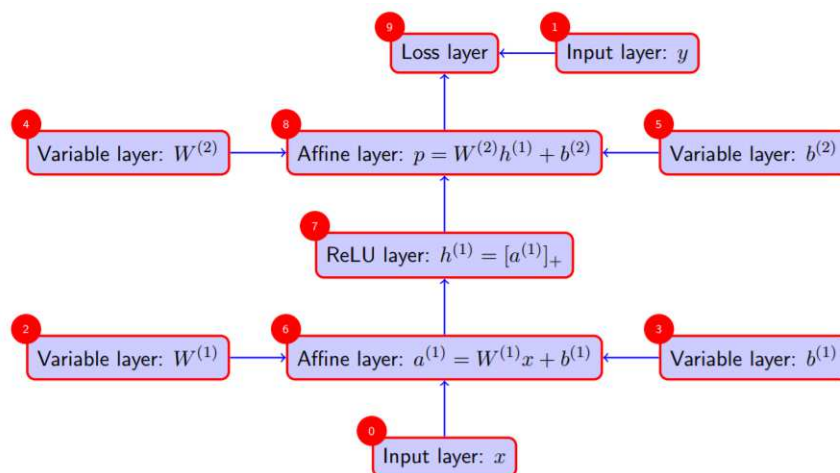 9
Loss layer
1
Input layer: y
4
Variable layer: W^{(2)}
8
Affine layer: p = W^{(2)}h^{(1)} + b^{(2)}
5
Variable layer: b^{(2)}
7
ReLU layer: h^{(1)} = [a^{(1)}]_+
2
Variable layer: W^{(1)}
6
Affine layer: a^{(1)} = W^{(1)}x + b^{(1)}
3
Variable layer: b^{(1)}
0
Input layer: x